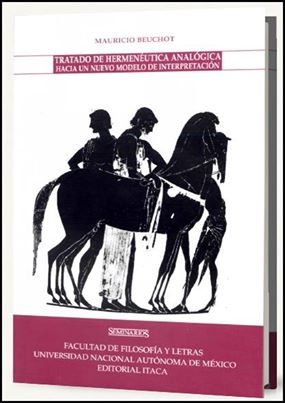 MAURICIO BEUCHOT
TRATADO DE HERMENÉUTICA ANALÓGICA
HACIA UN NUEVO MODELO DE INTERPRETACIÓN
SEMINARIOS
FACULTAD DE FILOSOFÍA Y LETRAS
UNIVERSIDAD NACIONAL AUTÓNOMA DE MÉXICO
EDITORIAL ITACA